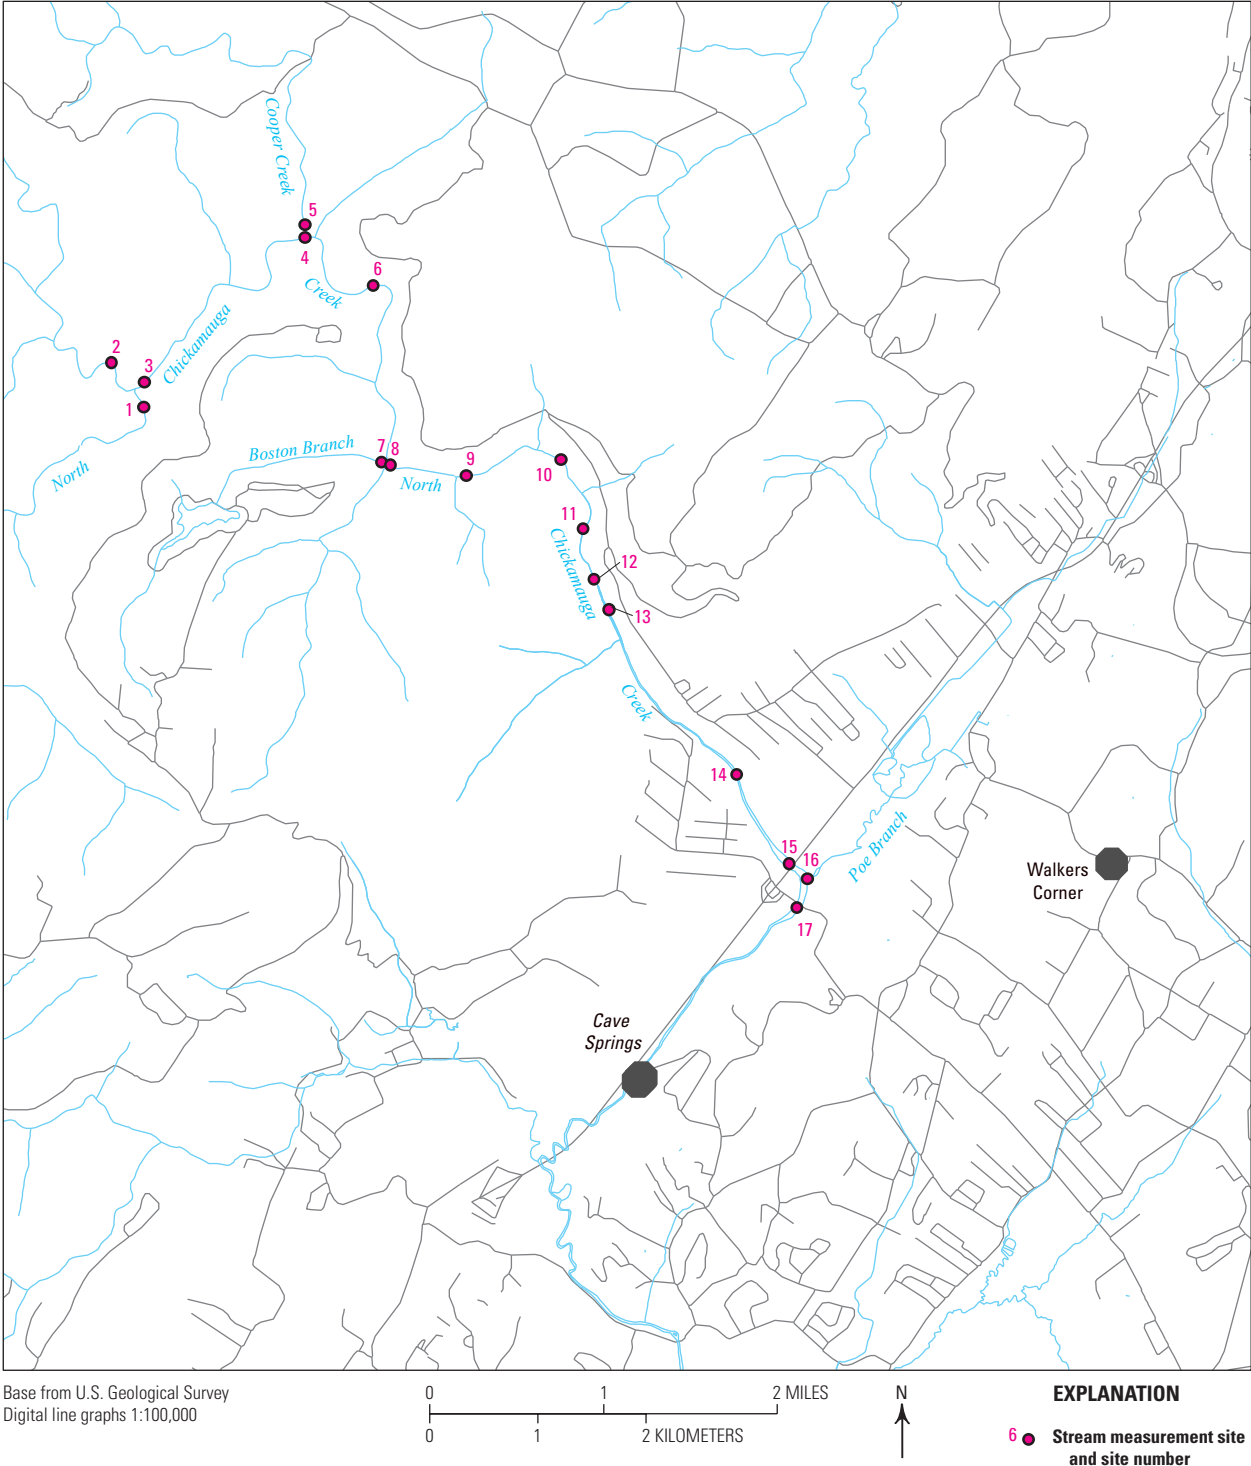 Cooper Creek
5
4
6
Creek
Chickamauga
2
3
1
North
Boston Branch
7
8
North
9
10
11
Chickamauga
12
13
Creek
14
15
16
Poe Branch
17
Walkers
Corner
Cave
Springs
Base from U.S. Geological Survey
Digital line graphs 1:100,000
0 1 2 MILES
0 1 2 KILOMETERS
N
EXPLANATION
6 Stream measurement site
and site number